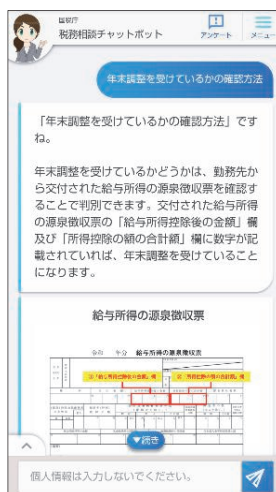 国税庁
税務相談チャットボット
アンケート
メニュー
年末調整を受けているかの確認方法
「年末調整を受けているかの確認方法」です
ね。
年末調整を受けているかどうかは、勤務先か
ら交付された給与所得の源泉徴収票を確認す
ることで判別できます。交付された給与所得
の源泉徴収票の「給与所得控除後の金額」欄
及び「所得控除の額の合計額」欄に数字が記
載されていれば、年末調整を受けていること
になります。
給与所得の源泉徴収票
令和 年分 給与所得の源泉徴収票
▼続き
個人情報は入力しないでください。